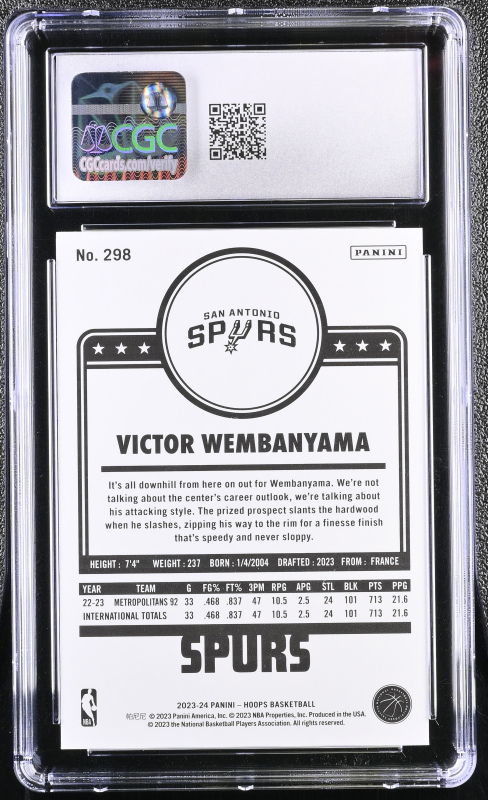 CGC
CGCcards.com/verify
No. 298
PANINI
SAN ANTONIO
SPURS
VICTOR WEMBANYAMA
It's all downhill from here on out for Wembanyama. We're not
talking about the center's career outlook, we're talking about
his attacking style. The prized prospect slants the hardwood
when he slashes, zipping his way to the rim for a finesse finish
that's speedy and never sloppy.
HEIGHT: 7'4" WEIGHT: 237 BORN: 1/4/2004 DRAFTED: 2023 FROM: FRANCE
YEAR TEAM G FG% FT% 3PM RPG APG STL BLK PTS PPG
22-23 METROPOLITANS 92 33 .468 .837 47 10.5 2.5 24 101 713 21.6
INTERNATIONAL TOTALS 33 .468 .837 47 10.5 2.5 24 101 713 21.6
SPURS
2023-24 PANINI – HOOPS BASKETBALL
帕尼尼 © 2023 Panini America, Inc. © 2023 NBA Properties, Inc. Produced in the USA.
© 2023 the National Basketball Players Association. All rights reserved.
NBA